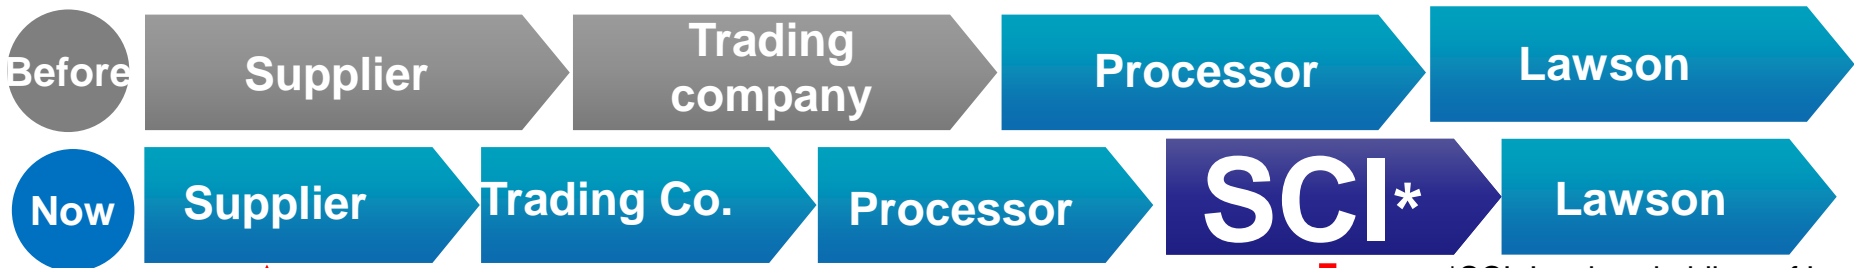 Before
Supplier
Trading
company
Processor
Lawson
Now
Supplier
Trading Co.
Processor
SCI*
Lawson